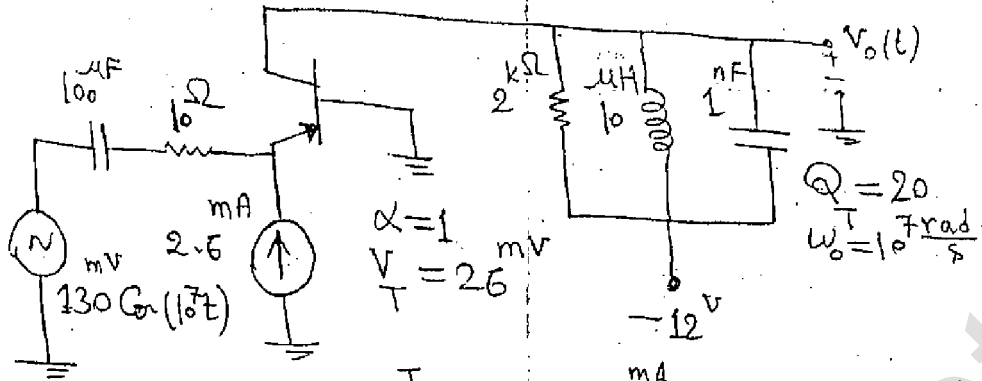 100 μF
10 Ω
2 kΩ
10 μH
1 nF
V₀(t)
+
-
Q_T = 20
ω₀ = 10⁷ rad/s
2.6 mA
α = 1
V_T = 26 mV
~
130 Cos(10⁷t) mV
-12 V
mA